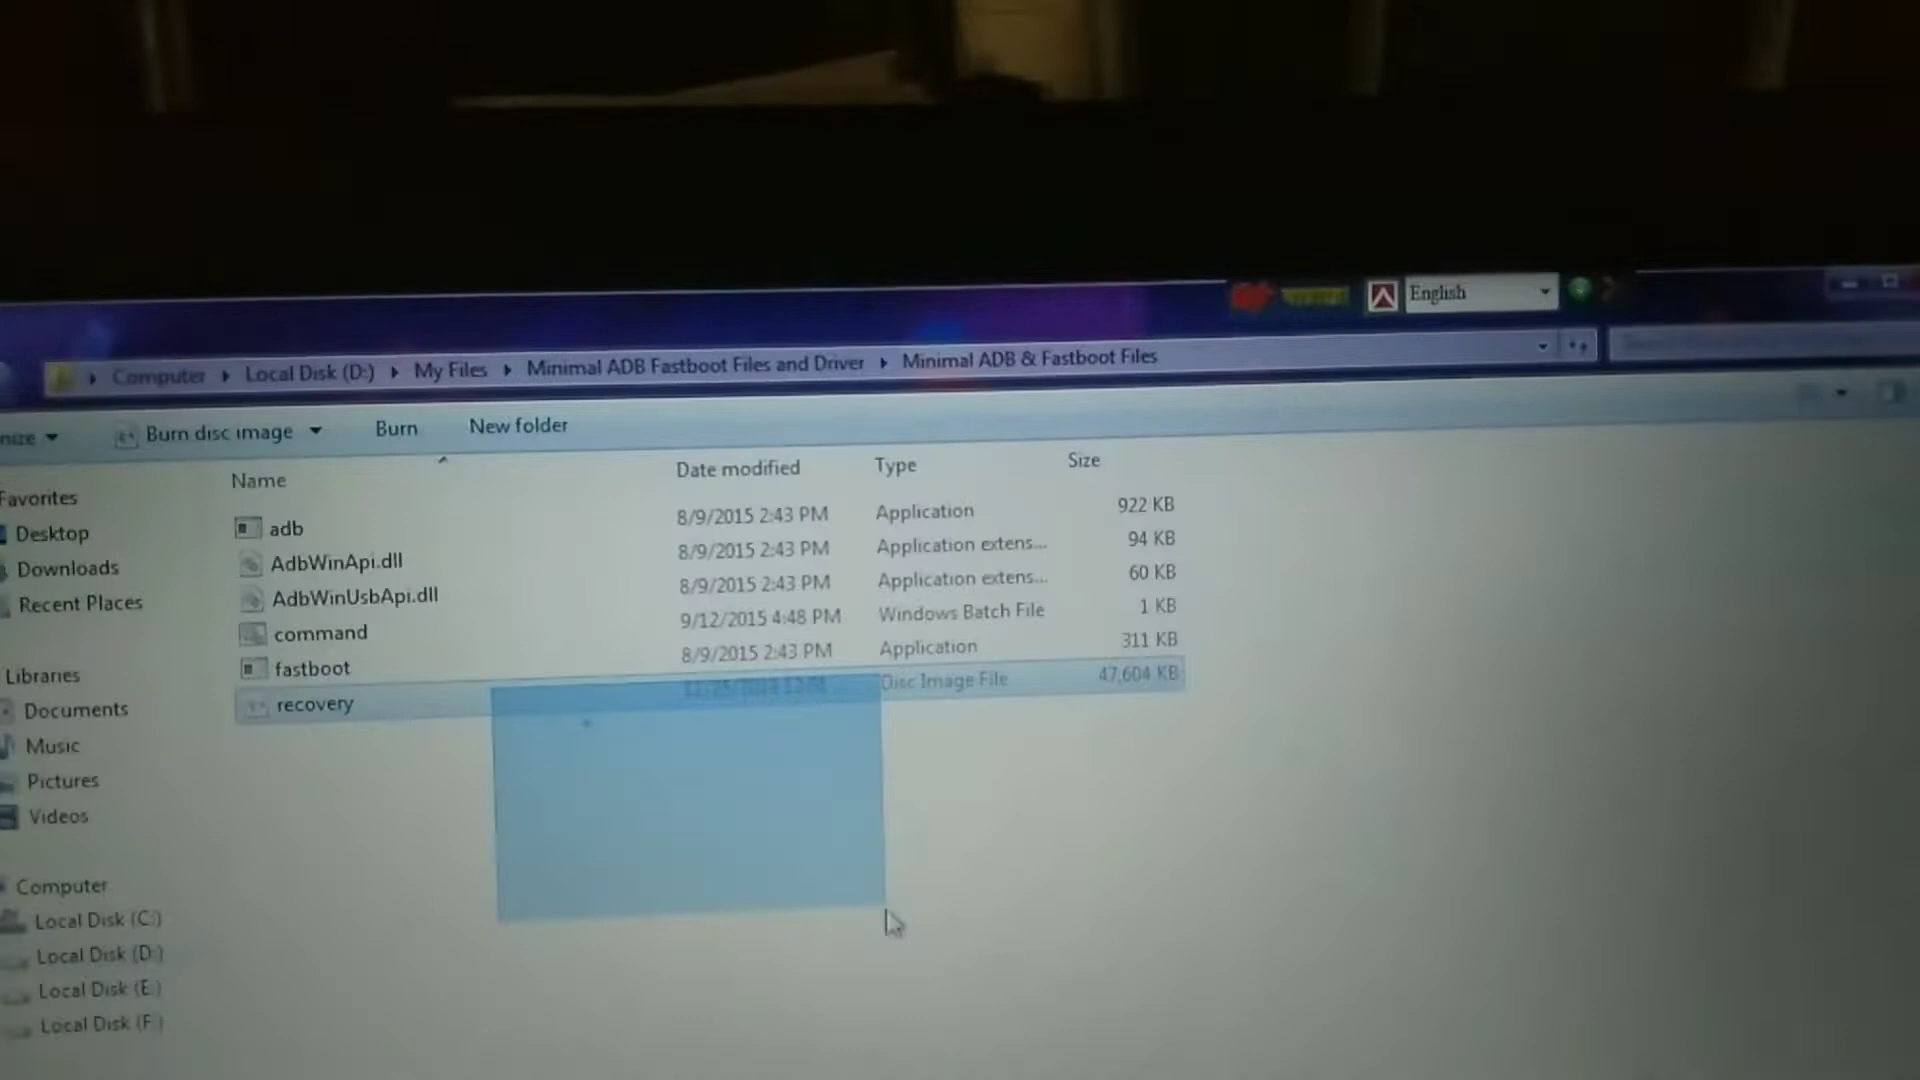 English
Computer Local Disk (D:) My Files Minimal ADB Fastboot Files and Driver Minimal ADB & Fastboot Files
nize Burn disc image Burn New folder
Name Date modified Type Size
adb 8/9/2015 2:43 PM Application 922 KB
AdbWinApi.dll 8/9/2015 2:43 PM Application extens... 94 KB
AdbWinUsbApi.dll 8/9/2015 2:43 PM Application extens... 60 KB
command 9/12/2015 4:48 PM Windows Batch File 1 KB
fastboot 8/9/2015 2:43 PM Application 311 KB
recovery Disc Image File 47,604 KB
Favorites
Desktop
Downloads
Recent Places
Libraries
Documents
Music
Pictures
Videos
Computer
Local Disk (C:)
Local Disk (D:)
Local Disk (E:)
Local Disk (F:)